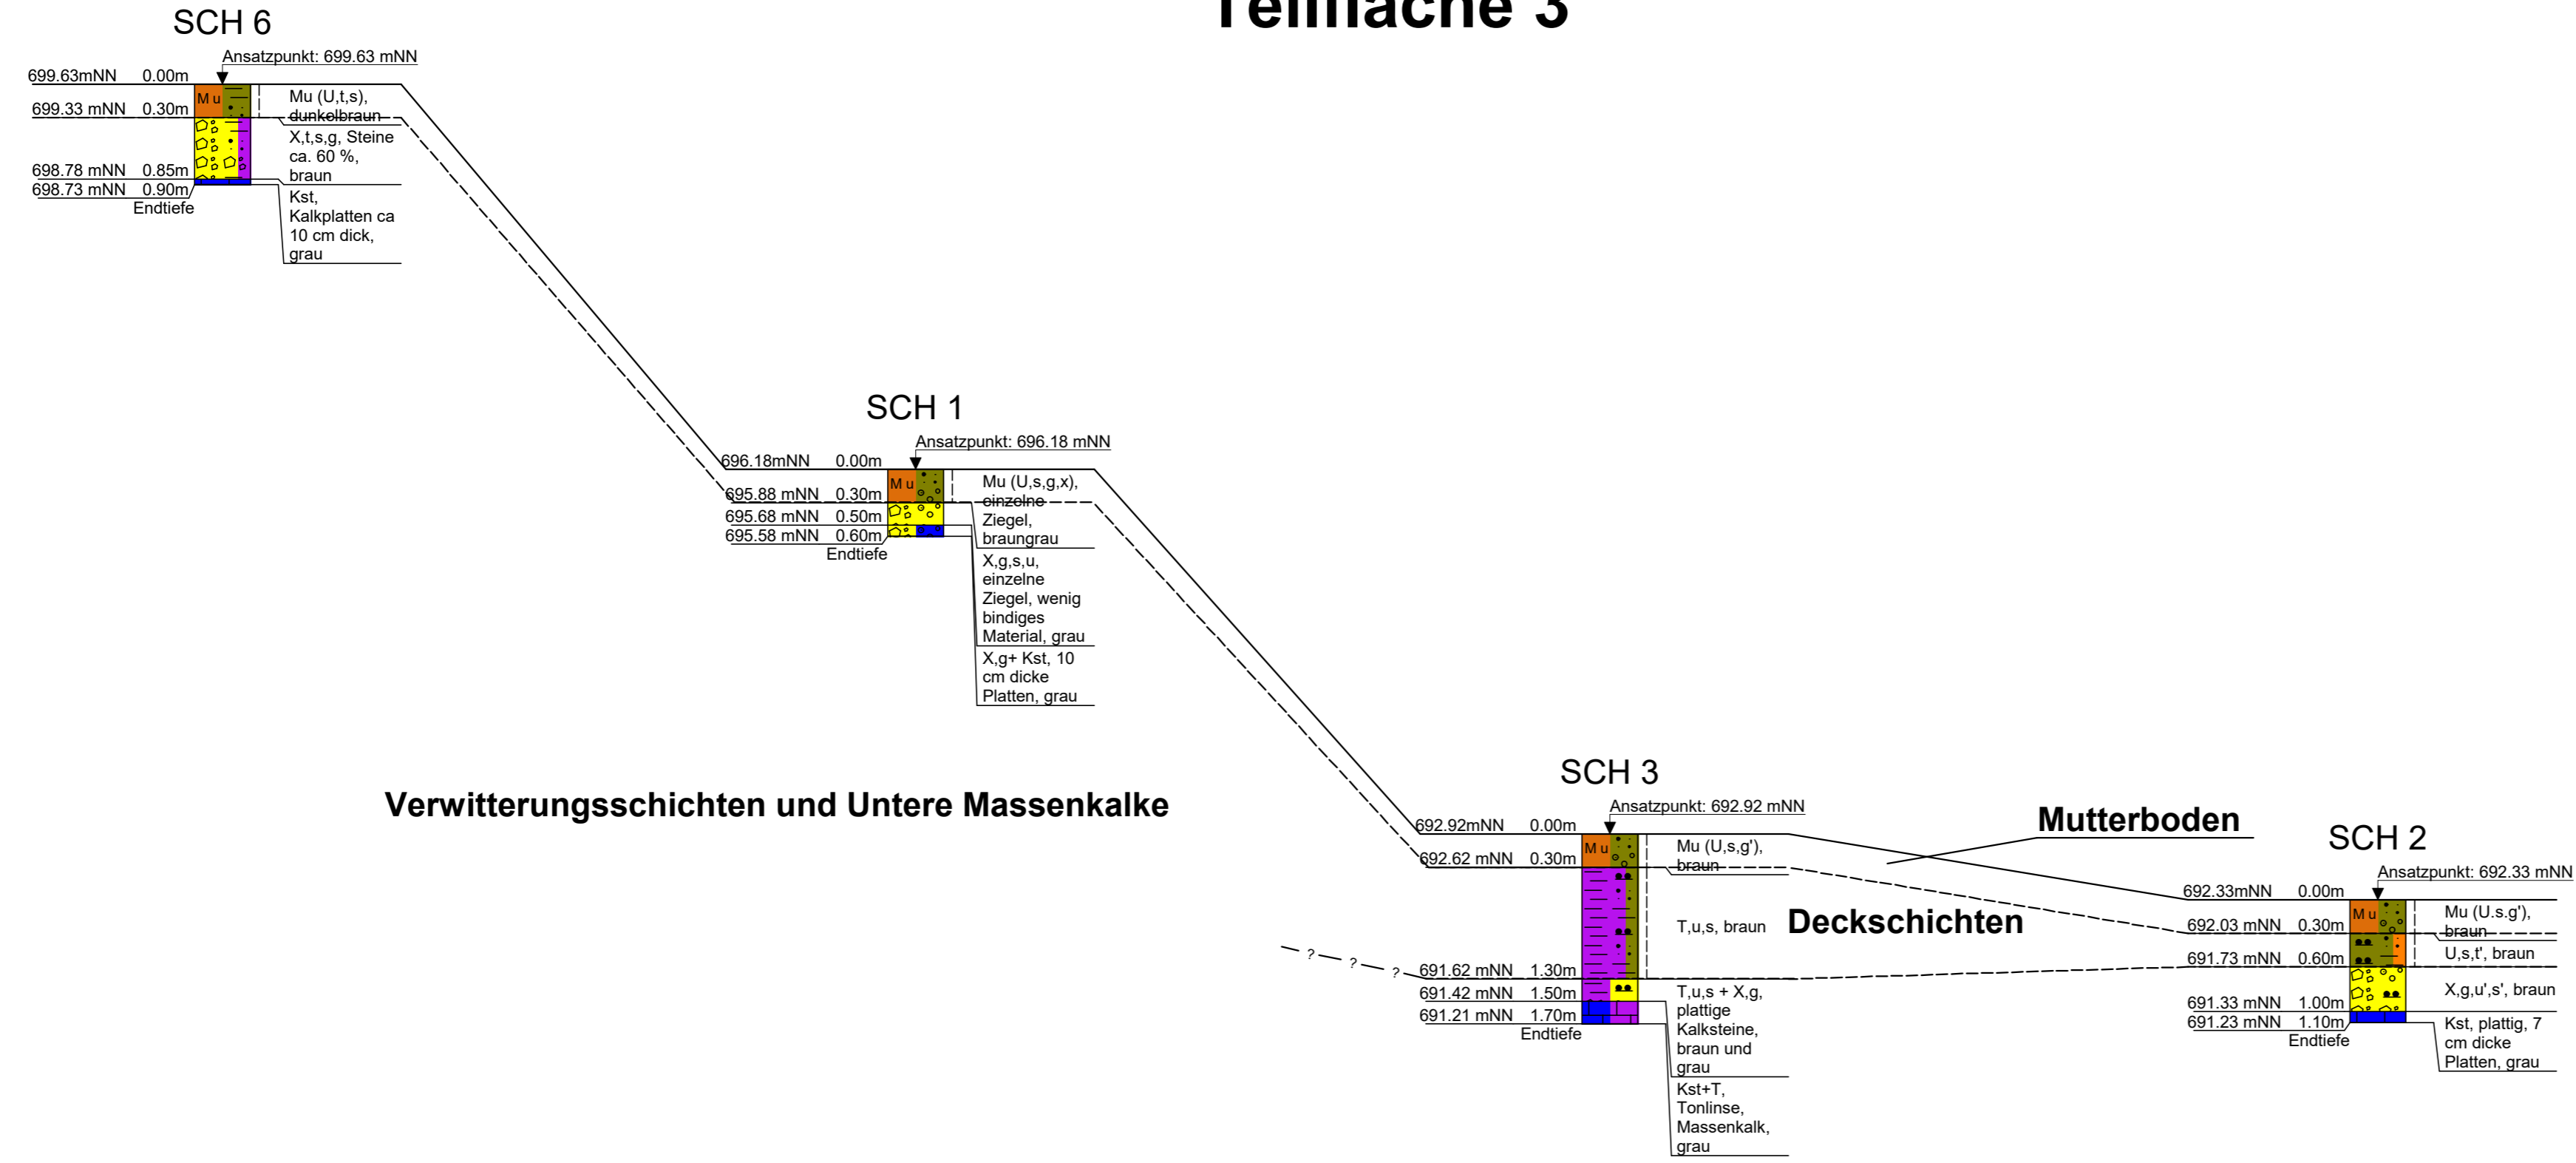 Teilfläche 3
SCH 6
Ansatzpunkt: 699.63 mNN
699.63mNN 0.00m
699.33 mNN 0.30m
698.78 mNN 0.85m
698.73 mNN 0.90m
Endtiefe
M u
Mu (U,t,s),
dunkelbraun
X,t,s,g, Steine
ca. 60 %,
braun
Kst,
Kalkplatten ca
10 cm dick,
grau
SCH 1
Ansatzpunkt: 696.18 mNN
696.18mNN 0.00m
695.88 mNN 0.30m
695.68 mNN 0.50m
695.58 mNN 0.60m
Endtiefe
M u
Mu (U,s,g,x),
einzelne
Ziegel,
braungrau
X,g,s,u,
einzelne
Ziegel, wenig
bindiges
Material, grau
X,g+ Kst, 10
cm dicke
Platten, grau
Verwitterungsschichten und Untere Massenkalke
SCH 3
Ansatzpunkt: 692.92 mNN
692.92mNN 0.00m
692.62 mNN 0.30m
? ? ?
691.62 mNN 1.30m
691.42 mNN 1.50m
691.21 mNN 1.70m
Endtiefe
M u
Mu (U,s,g'),
braun
T,u,s, braun
T,u,s + X,g,
plattige
Kalksteine,
braun und
grau
Kst+T,
Tonlinse,
Massenkalk,
grau
Mutterboden
Deckschichten
SCH 2
Ansatzpunkt: 692.33 mNN
692.33mNN 0.00m
692.03 mNN 0.30m
691.73 mNN 0.60m
691.33 mNN 1.00m
691.23 mNN 1.10m
Endtiefe
M u
Mu (U.s.g'),
braun
U,s,t', braun
X,g,u',s', braun
Kst, plattig, 7
cm dicke
Platten, grau